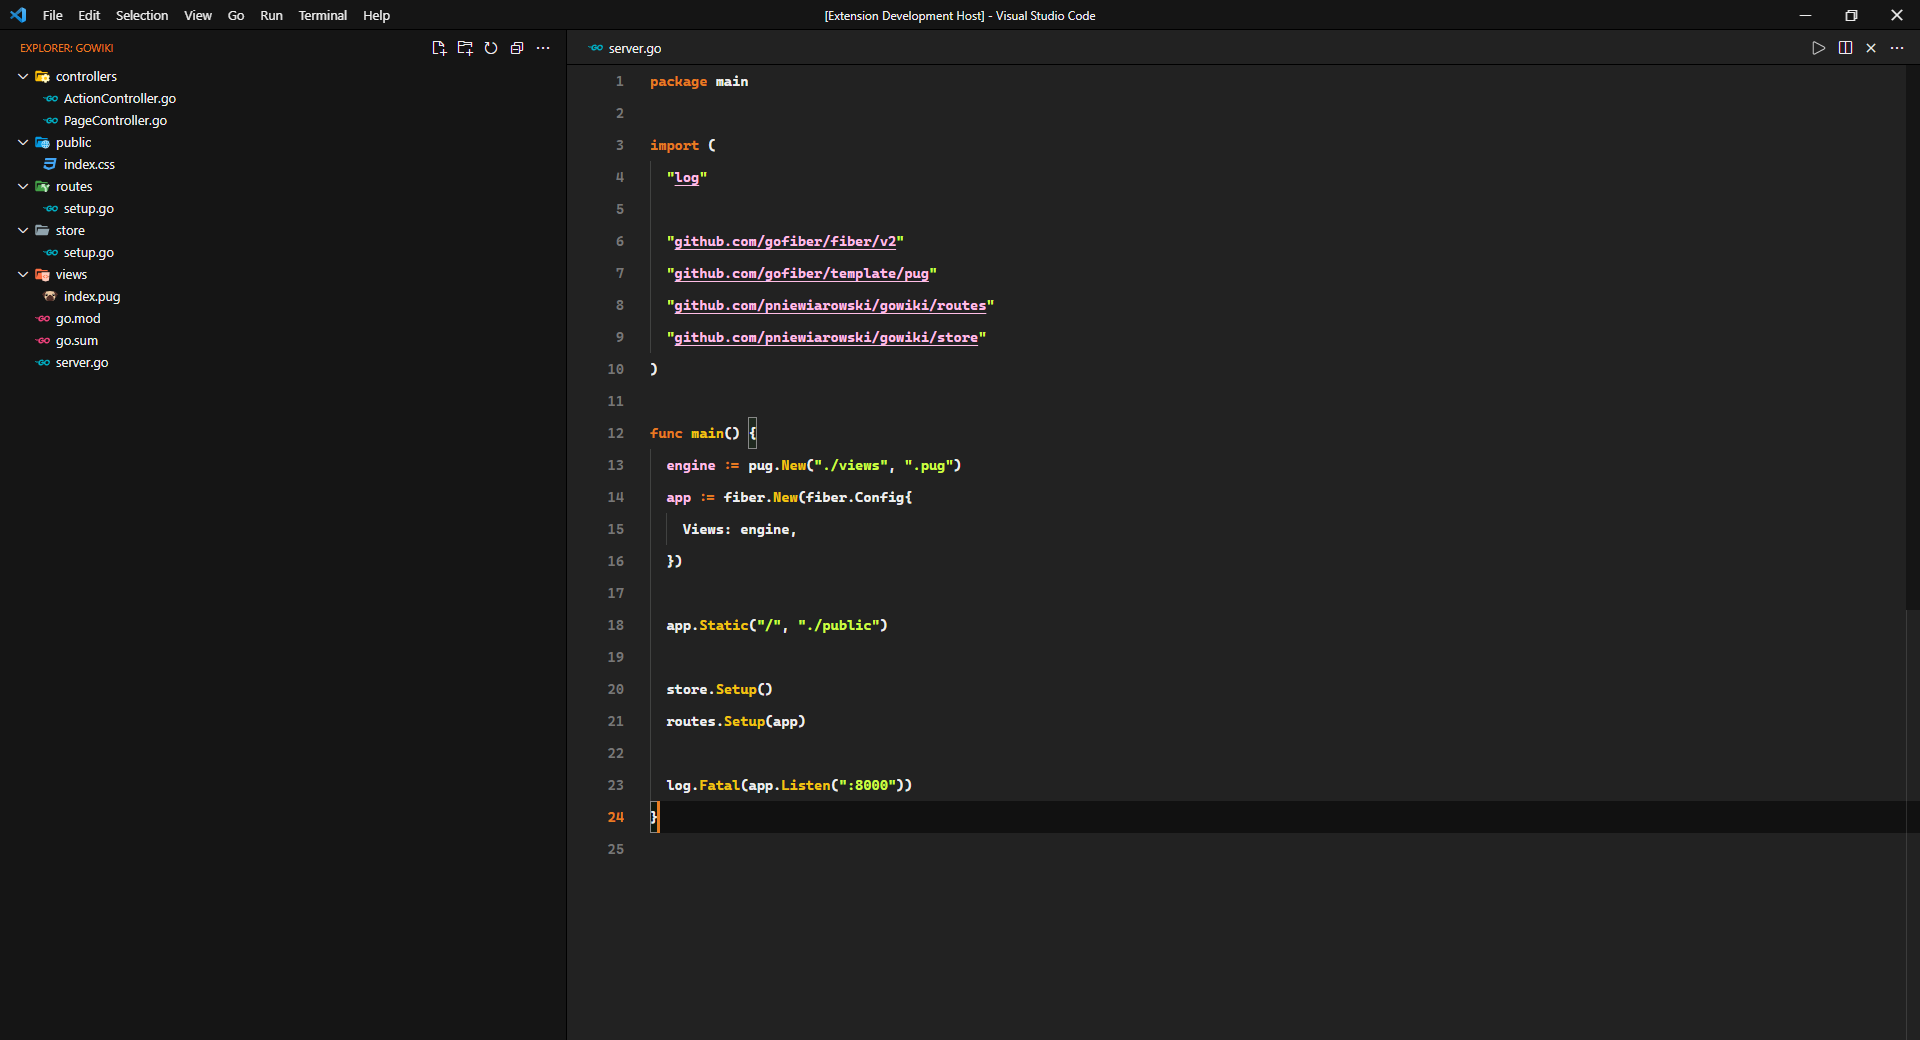 File Edit Selection View Go Run Terminal Help
[Extension Development Host] - Visual Studio Code
EXPLORER: GOWIKI
controllers
ActionController.go
PageController.go
public
index.css
routes
setup.go
store
setup.go
views
index.pug
go.mod
go.sum
server.go
server.go
1 package main
2
3 import (
4 "log"
5
6 "github.com/gofiber/fiber/v2"
7 "github.com/gofiber/template/pug"
8 "github.com/pniewiarowski/gowiki/routes"
9 "github.com/pniewiarowski/gowiki/store"
10 )
11
12 func main() {
13 engine := pug.New("./views", ".pug")
14 app := fiber.New(fiber.Config{
15 Views: engine,
16 })
17
18 app.Static("/", "./public")
19
20 store.Setup()
21 routes.Setup(app)
22
23 log.Fatal(app.Listen(":8000"))
24 }
25